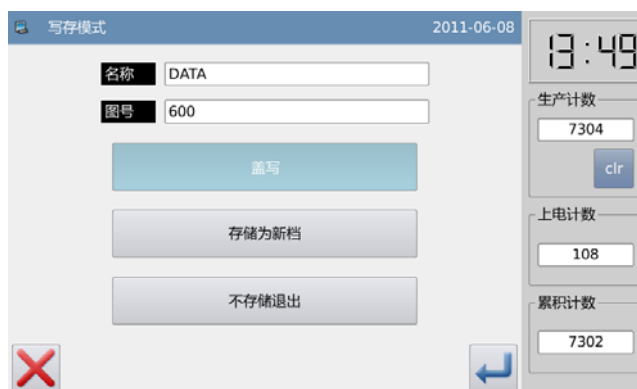 写存模式 2011-06-08
名称 DATA
图号 600
盖写
存储为新档
不存储退出
13:49
生产计数
7304
clr
上电计数
108
累积计数
7302